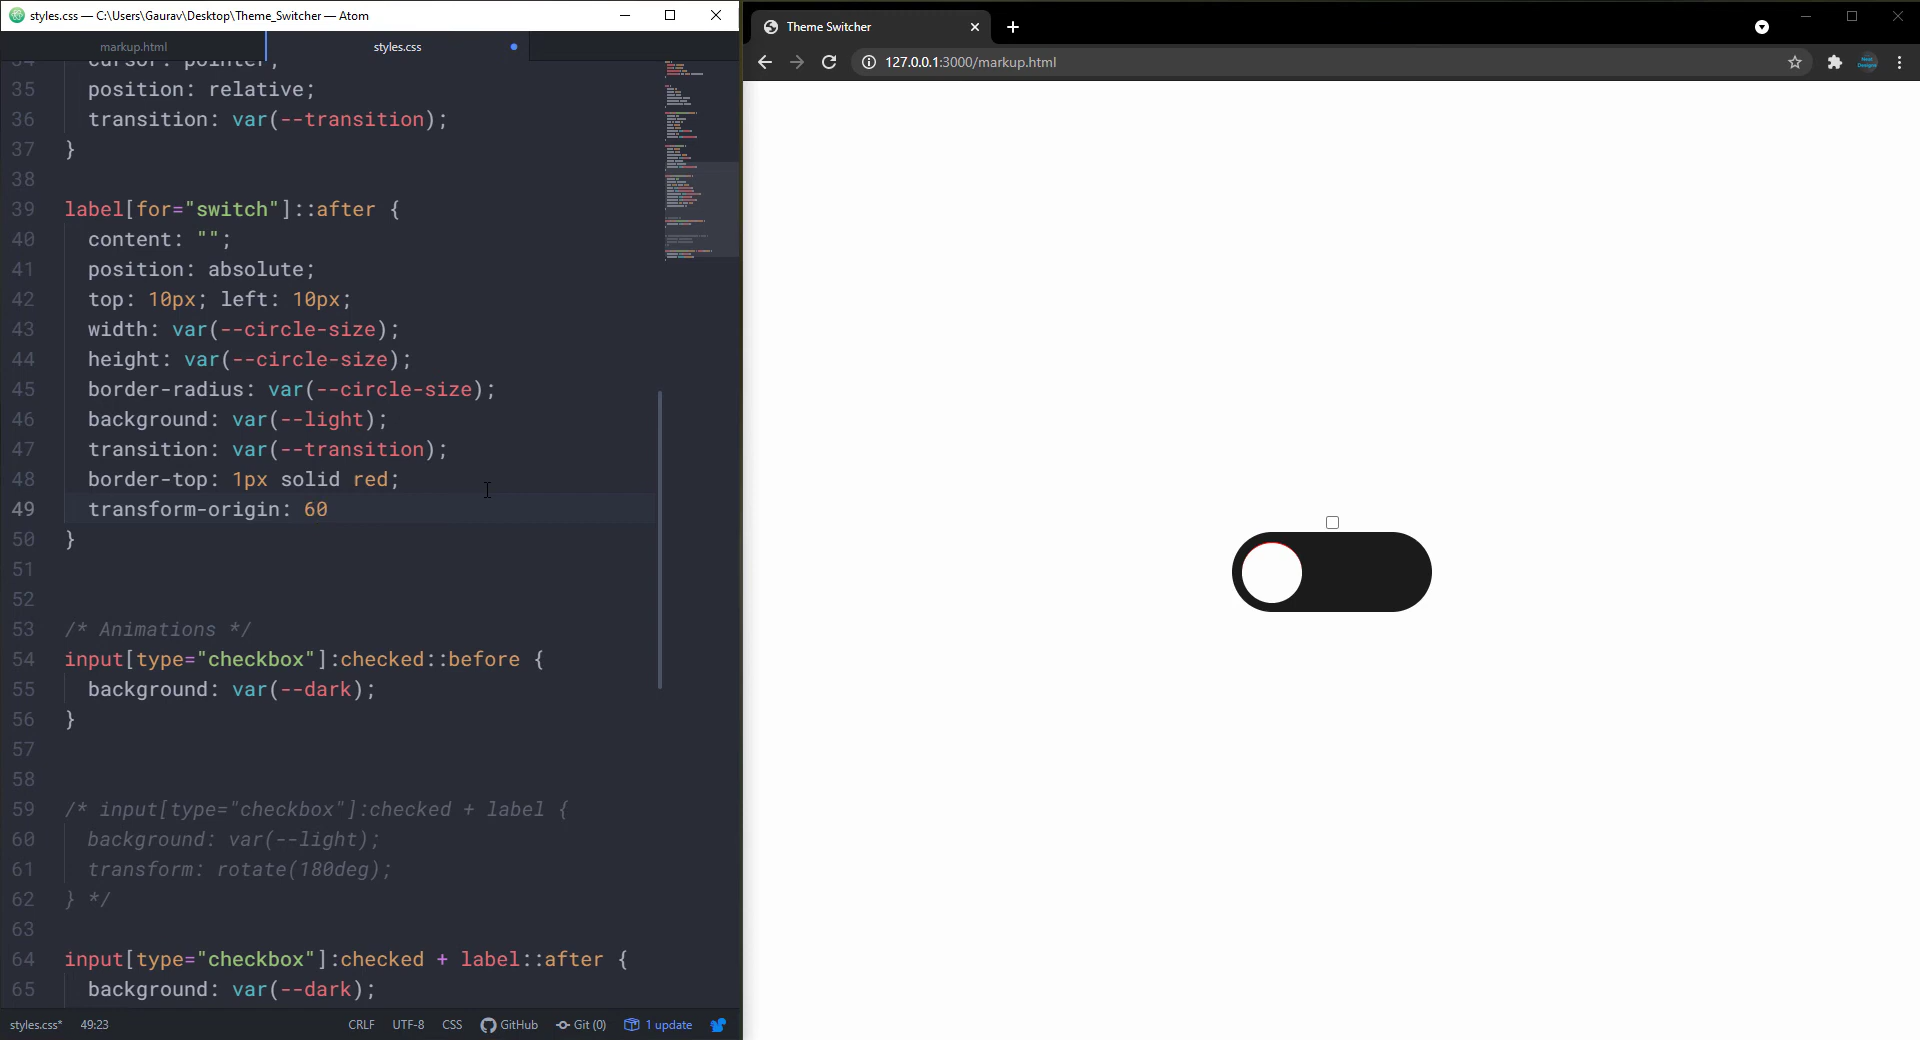 styles.css — C:\Users\Gaurav\Desktop\Theme_Switcher — Atom
markup.html styles.css
34 cursor: pointer;
35 position: relative;
36 transition: var(--transition);
37 }
38
39 label[for="switch"]::after {
40 content: "";
41 position: absolute;
42 top: 10px; left: 10px;
43 width: var(--circle-size);
44 height: var(--circle-size);
45 border-radius: var(--circle-size);
46 background: var(--light);
47 transition: var(--transition);
48 border-top: 1px solid red;
49 transform-origin: 60
50 }
51
52
53 /* Animations */
54 input[type="checkbox"]:checked::before {
55 background: var(--dark);
56 }
57
58
59 /* input[type="checkbox"]:checked + label {
60 background: var(--light);
61 transform: rotate(180deg);
62 } */
63
64 input[type="checkbox"]:checked + label::after {
65 background: var(--dark);
styles.css* 49:23 CRLF UTF-8 CSS GitHub Git (0) 1 update
Theme Switcher
127.0.0.1:3000/markup.html